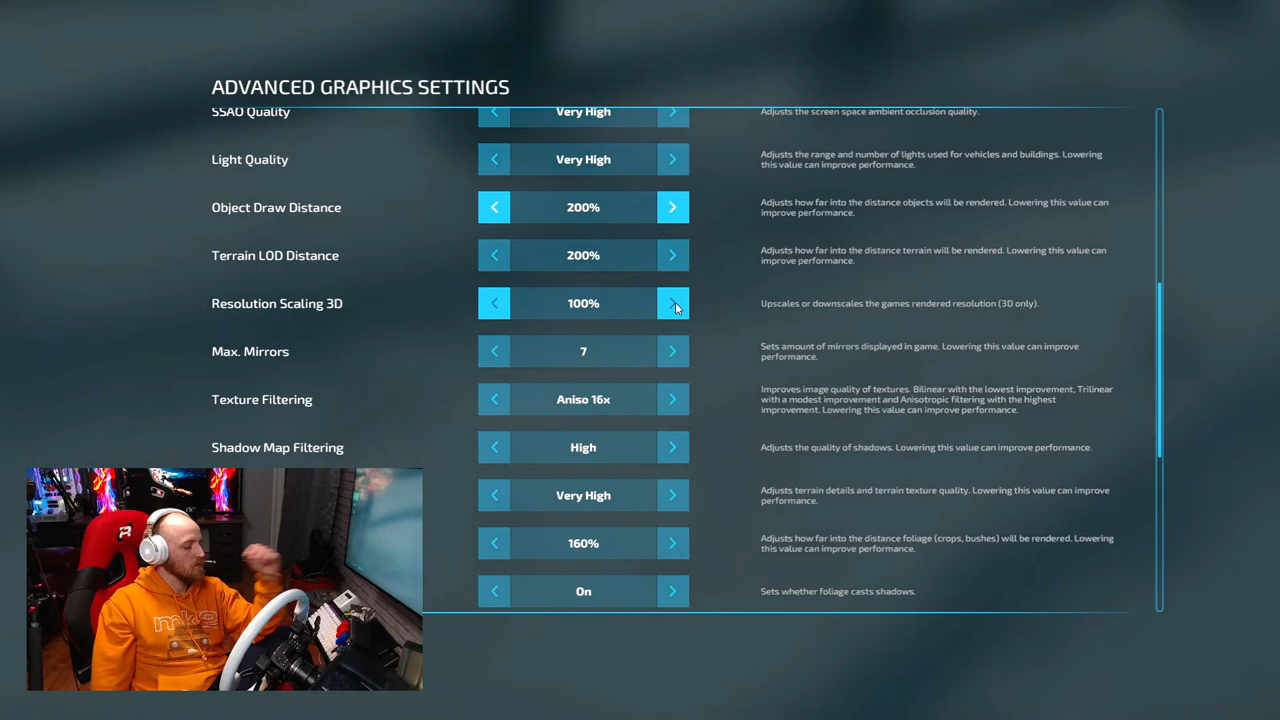 ADVANCED GRAPHICS SETTINGS
SSAO Quality
Very High
Adjusts the screen space ambient occlusion quality.
Light Quality
Very High
Adjusts the range and number of lights used for vehicles and buildings. Lowering
this value can improve performance.
Object Draw Distance
200%
Adjusts how far into the distance objects will be rendered. Lowering this value can
improve performance.
Terrain LOD Distance
200%
Adjusts how far into the distance terrain will be rendered. Lowering this value can
improve performance.
Resolution Scaling 3D
100%
Upscales or downscales the games rendered resolution (3D only).
Max. Mirrors
7
Sets amount of mirrors displayed in game. Lowering this value can improve
performance.
Texture Filtering
Aniso 16x
Improves image quality of textures. Bilinear with the lowest improvement, Trilinear
with a modest improvement and Anisotropic filtering with the highest
improvement. Lowering this value can improve performance.
Shadow Map Filtering
High
Adjusts the quality of shadows. Lowering this value can improve performance.
Very High
Adjusts terrain details and terrain texture quality. Lowering this value can improve
performance.
160%
Adjusts how far into the distance foliage (crops, bushes) will be rendered. Lowering
this value can improve performance.
On
Sets whether foliage casts shadows.